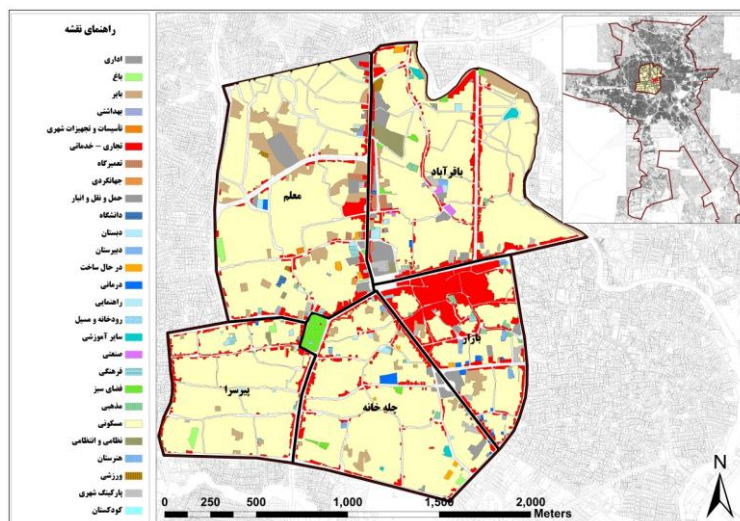 راهنمای نقشه
اداری
باغ
بایر
بهداشتی
تأسیسات و تجهیزات شهری
تجاری - خدماتی
تعمیرگاه
جهانگردی
حمل و نقل و انبار
دانشگاه
دبستان
دبیرستان
در حال ساخت
درمانی
راهنمایی
رودخانه و مسیل
سایر آموزشی
صنعتی
فرهنگی
فضای سبز
مذهبی
مسکونی
نظامی و انتظامی
هنرستان
ورزشی
پارکینگ شهری
کودکستان
باقرآباد
معلم
بازار
پیرسرا
چله خانه
N
0 250 500 1,000 1,500 2,000
Meters